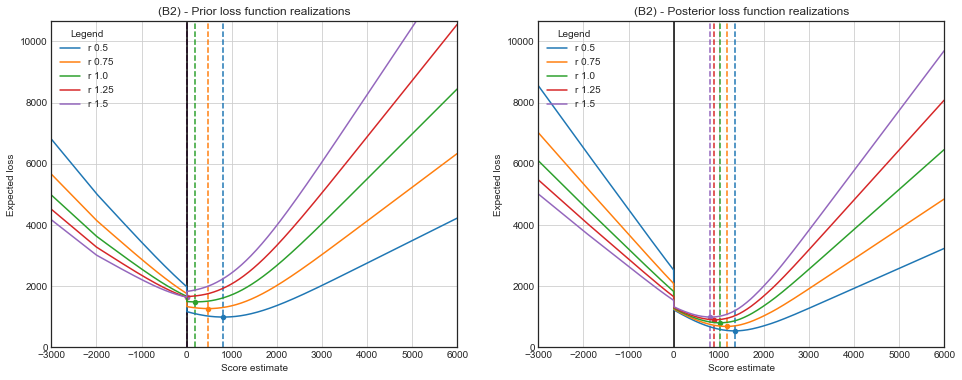 (B2) - Prior loss function realizations
Expected loss
10000
8000
6000
4000
2000
0
Legend
r 0.5
r 0.75
r 1.0
r 1.25
r 1.5
−3000 −2000 −1000 0 1000 2000 3000 4000 5000 6000
Score estimate
(B2) - Posterior loss function realizations
Expected loss
10000
8000
6000
4000
2000
0
Legend
r 0.5
r 0.75
r 1.0
r 1.25
r 1.5
−3000 −2000 −1000 0 1000 2000 3000 4000 5000 6000
Score estimate